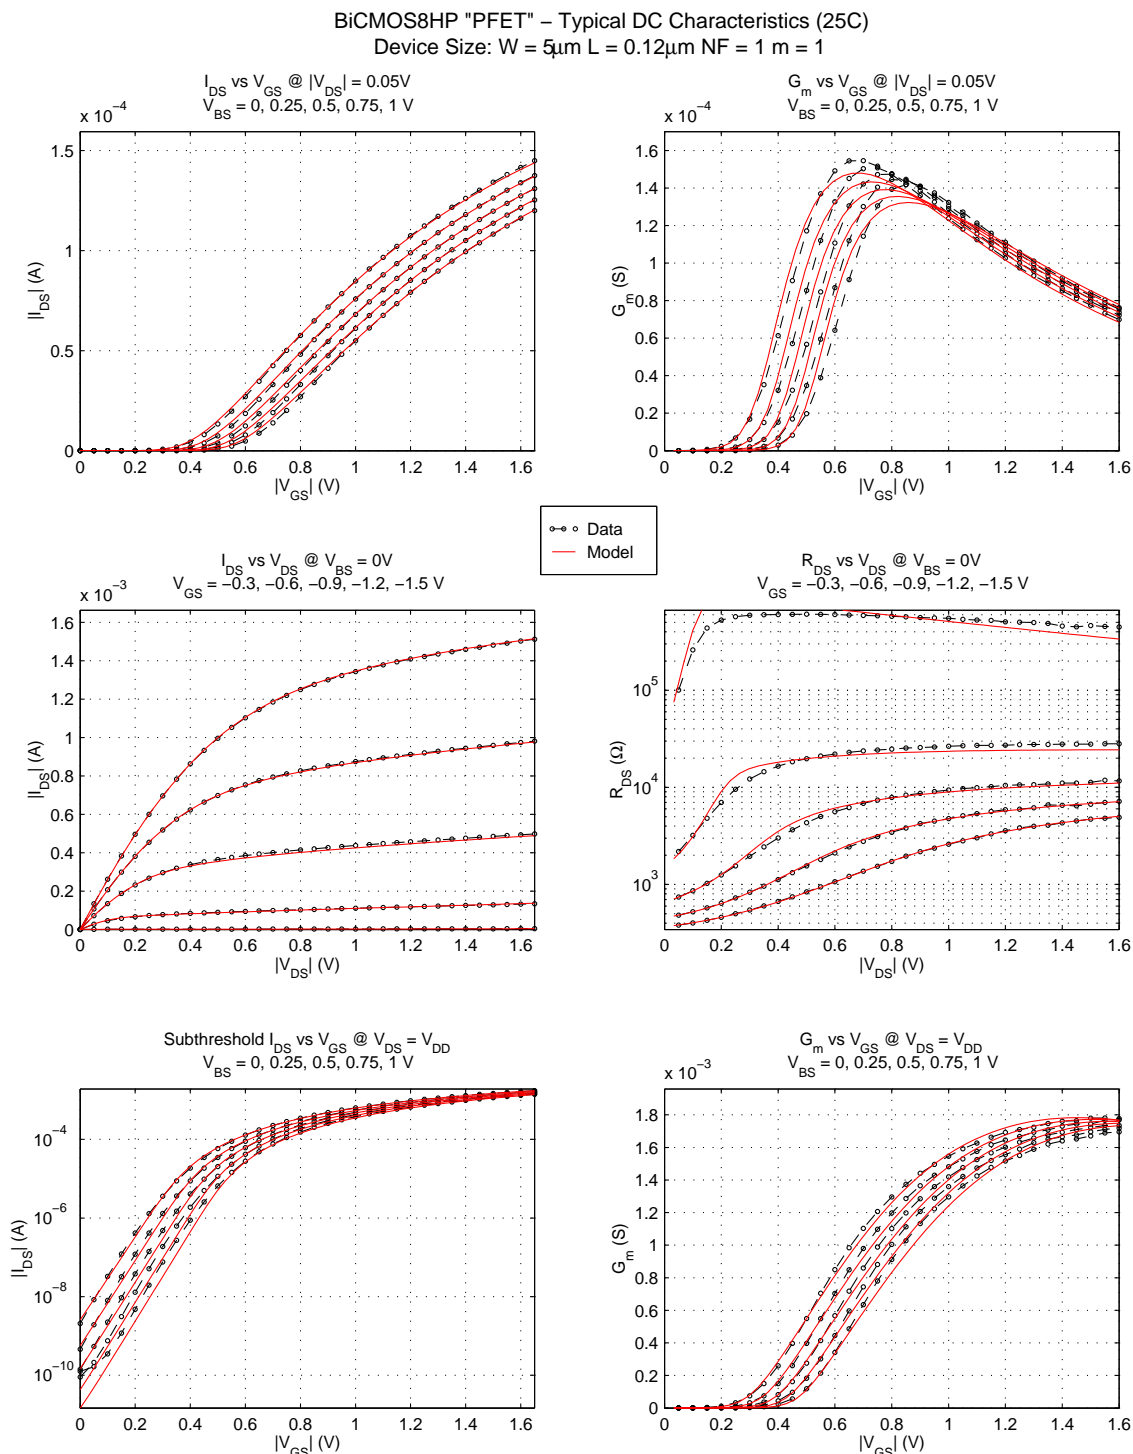 BiCMOS8HP "PFET" – Typical DC Characteristics (25C)
Device Size: W = 5μm L = 0.12μm NF = 1 m = 1
I_DS vs V_GS @ |V_DS| = 0.05V
V_BS = 0, 0.25, 0.5, 0.75, 1 V
x 10^−4
1.5
1
0.5
0
|I_DS| (A)
0 0.2 0.4 0.6 0.8 1 1.2 1.4 1.6
|V_GS| (V)
G_m vs V_GS @ |V_DS| = 0.05V
V_BS = 0, 0.25, 0.5, 0.75, 1 V
x 10^−4
1.6
1.4
1.2
1
0.8
0.6
0.4
0.2
0
G_m (S)
0 0.2 0.4 0.6 0.8 1 1.2 1.4 1.6
|V_GS| (V)
Data
Model
I_DS vs V_DS @ V_BS = 0V
V_GS = −0.3, −0.6, −0.9, −1.2, −1.5 V
x 10^−3
1.6
1.4
1.2
1
0.8
0.6
0.4
0.2
0
|I_DS| (A)
0 0.2 0.4 0.6 0.8 1 1.2 1.4 1.6
|V_DS| (V)
R_DS vs V_DS @ V_BS = 0V
V_GS = −0.3, −0.6, −0.9, −1.2, −1.5 V
10^5
10^4
10^3
R_DS (Ω)
0 0.2 0.4 0.6 0.8 1 1.2 1.4 1.6
|V_DS| (V)
Subthreshold I_DS vs V_GS @ V_DS = V_DD
V_BS = 0, 0.25, 0.5, 0.75, 1 V
10^−4
10^−6
10^−8
10^−10
|I_DS| (A)
0 0.2 0.4 0.6 0.8 1 1.2 1.4 1.6
|V_GS| (V)
G_m vs V_GS @ V_DS = V_DD
V_BS = 0, 0.25, 0.5, 0.75, 1 V
x 10^−3
1.8
1.6
1.4
1.2
1
0.8
0.6
0.4
0.2
0
G_m (S)
0 0.2 0.4 0.6 0.8 1 1.2 1.4 1.6
|V_GS| (V)